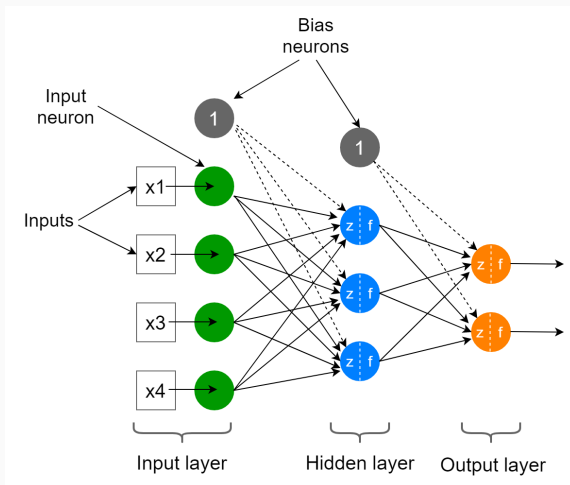 Bias
neurons
Input
neuron
1
1
Inputs
x1
x2
x3
x4
z f
z f
z f
z f
z f
Input layer
Hidden layer
Output layer